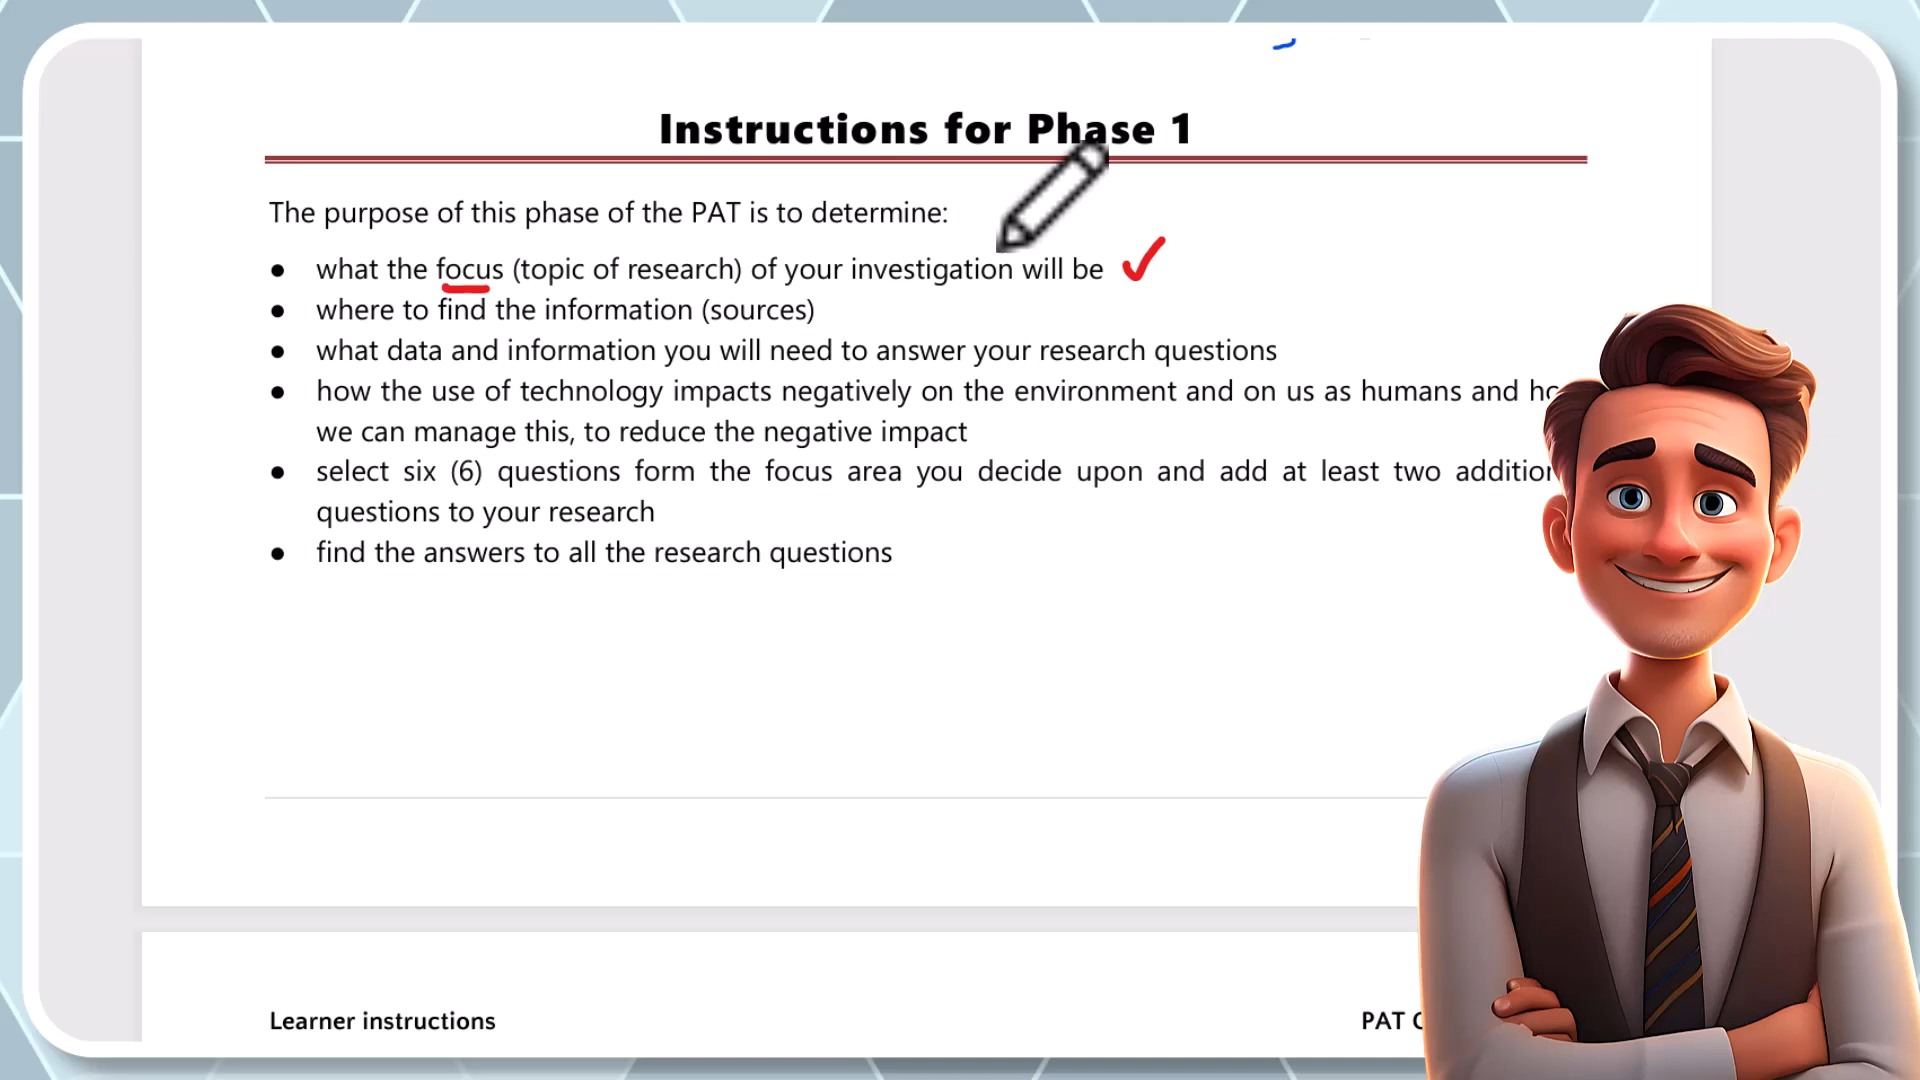 Instructions for Phase 1
The purpose of this phase of the PAT is to determine:
● what the focus (topic of research) of your investigation will be
● where to find the information (sources)
● what data and information you will need to answer your research questions
● how the use of technology impacts negatively on the environment and on us as humans and
we can manage this, to reduce the negative impact
● select six (6) questions form the focus area you decide upon and add at least two
questions to your research
● find the answers to all the research questions
Learner instructions
PAT